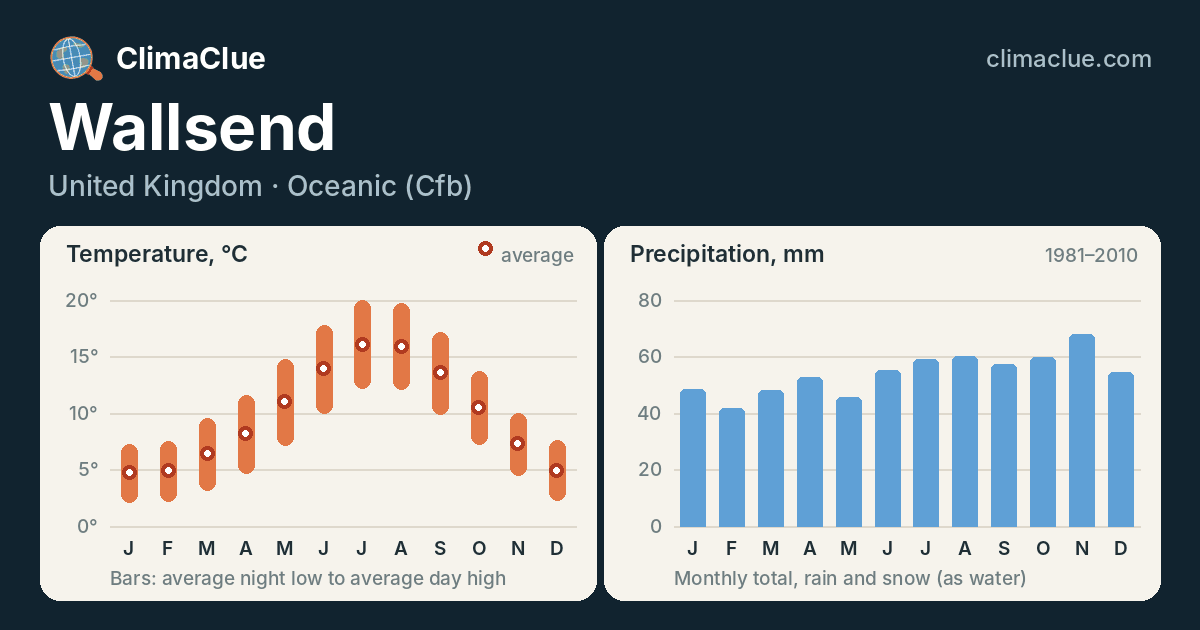 ClimaClue
climaclue.com
Wallsend
United Kingdom · Oceanic (Cfb)
Temperature, °C
average
20°
15°
10°
5°
0°
J F M A M J J A S O N D
Bars: average night low to average day high
Precipitation, mm
1981–2010
80
60
40
20
0
J F M A M J J A S O N D
Monthly total, rain and snow (as water)